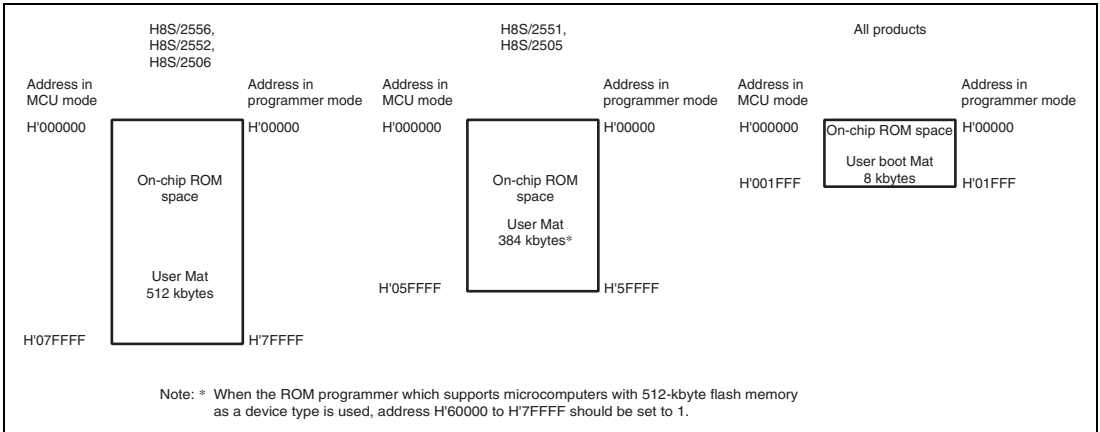 H8S/2556,
H8S/2552,
H8S/2506
Address in
MCU mode
Address in
programmer mode
H'000000
H'00000
On-chip ROM
space
User Mat
512 kbytes
H'07FFFF
H'7FFFF
H8S/2551,
H8S/2505
Address in
MCU mode
Address in
programmer mode
H'000000
H'00000
On-chip ROM
space
User Mat
384 kbytes*
H'05FFFF
H'5FFFF
All products
Address in
MCU mode
Address in
programmer mode
H'000000
H'00000
On-chip ROM space
User boot Mat
8 kbytes
H'001FFF
H'01FFF
Note: * When the ROM programmer which supports microcomputers with 512-kbyte flash memory
as a device type is used, address H'60000 to H'7FFFF should be set to 1.